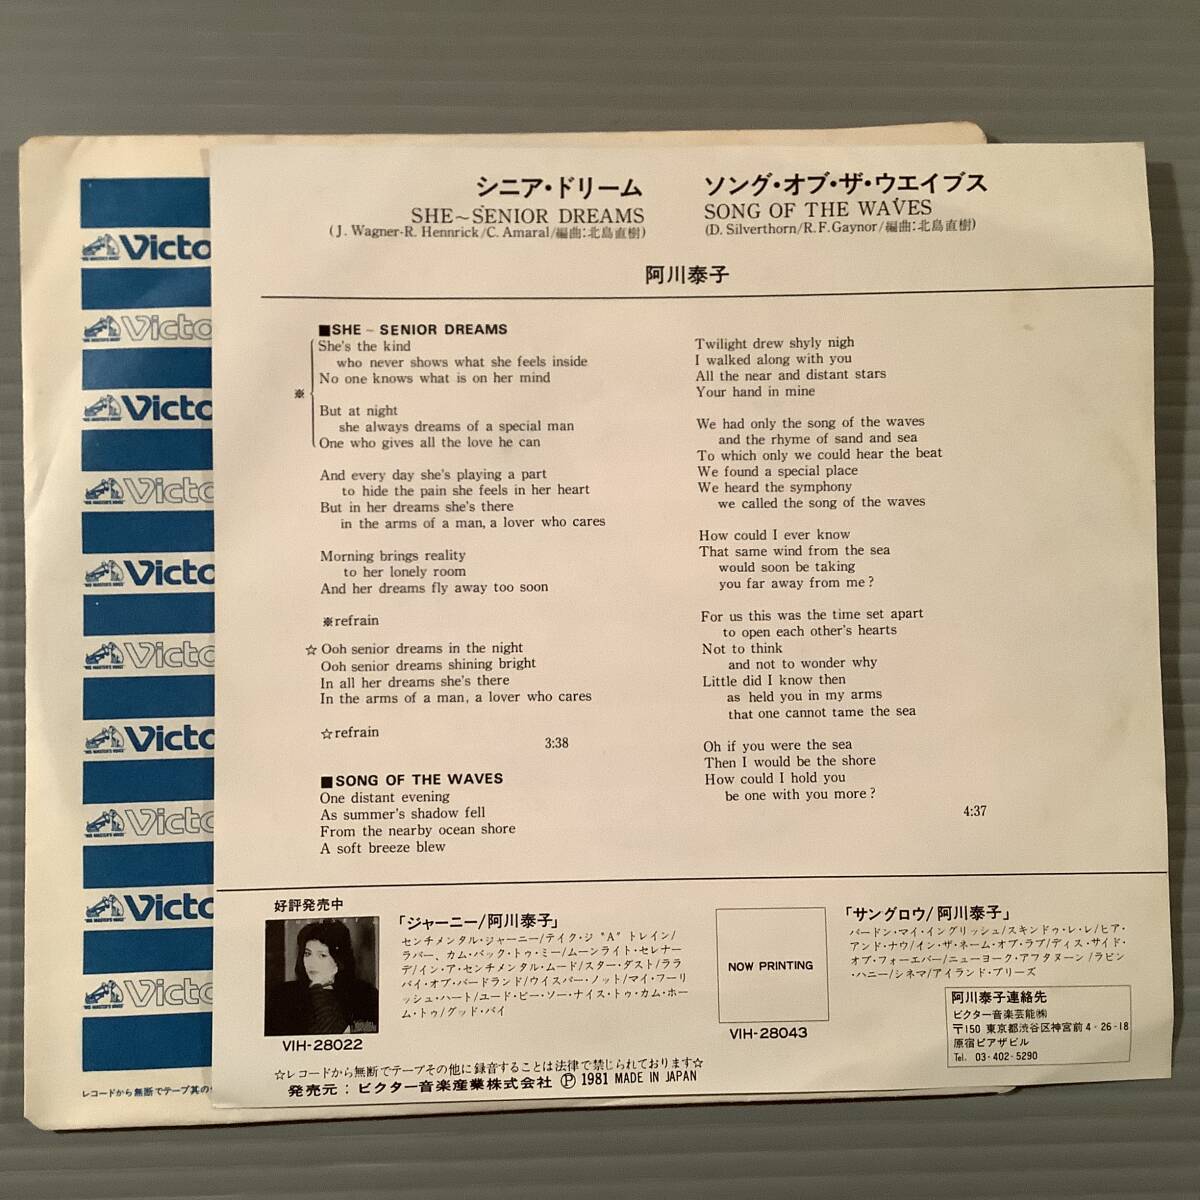 シニア・ドリーム
SHE～SENIOR DREAMS
(J. Wagner-R. Hennrick/C. Amaral/編曲:北島直樹)
ソング・オブ・ザ・ウエイブス
SONG OF THE WAVES
(D. Silverthorn/R. F. Gaynor/編曲:北島直樹)
阿川泰子
■SHE ~ SENIOR DREAMS
She's the kind
who never shows what she feels inside
No one knows what is on her mind
※
But at night
she always dreams of a special man
One who gives all the love he can
And every day she's playing a part
to hide the pain she feels in her heart
But in her dreams she's there
in the arms of a man, a lover who cares
Morning brings reality
to her lonely room
And her dreams fly away too soon
※refrain
☆ Ooh senior dreams in the night
Ooh senior dreams shining bright
In all her dreams she's there
In the arms of a man, a lover who cares
☆refrain
3:38
■SONG OF THE WAVES
One distant evening
As summer's shadow fell
From the nearby ocean shore
A soft breeze blew
Twilight drew shyly nigh
I walked along with you
All the near and distant stars
Your hand in mine
We had only the song of the waves
and the rhyme of sand and sea
To which only we could hear the beat
We found a special place
We heard the symphony
we called the song of the waves
How could I ever know
That same wind from the sea
would soon be taking
you far away from me?
For us this was the time set apart
to open each other's hearts
Not to think
and not to wonder why
Little did I know then
as held you in my arms
that one cannot tame the sea
Oh if you were the sea
Then I would be the shore
How could I hold you
be one with you more?
4:37
好評発売中
「ジャーニー/阿川泰子」
センチメンタル・ジャーニー/テイク・ジ"A"トレイン/
ラバー、カム・バック・トゥ・ミー/ムーンライト・セレナー
デ/イン・ア・センチメンタル・ムード/スター・ダスト/ララ
バイ・オブ・バードランド/ウイスパー・ノット/マイ・フーリ
ッシュ・ハート/ユード・ビー・ソー・ナイス・トゥ・カム・ホー
ム・トゥ/グッド・バイ
VIH-28022
NOW PRINTING
VIH-28043
「サングロウ/阿川泰子」
パードン・マイ・イングリッシュ/スキンドゥ・レ・レ/ヒア・
アンド・ナウ/イン・ザ・ネーム・オブ・ラブ/ディス・サイド・
オブ・フォーエバー/ニューヨーク・アフタヌーン/ラビン
・ハニー/シネマ/アイランド・ブリーズ
阿川泰子連絡先
ビクター音楽芸能㈱
〒150 東京都渋谷区神宮前4-26-18
原宿ピアザビル
Tel. 03-402-5290
☆レコードから無断でテープその他に録音することは法律で禁じられております☆
発売元：ビクター音楽産業株式会社 Ⓟ 1981 MADE IN JAPAN
Victo
Victo
Victo
Victo
Victo
Victo
Victo
Victo
Victo
Victo
レコードから無断でテープ其の